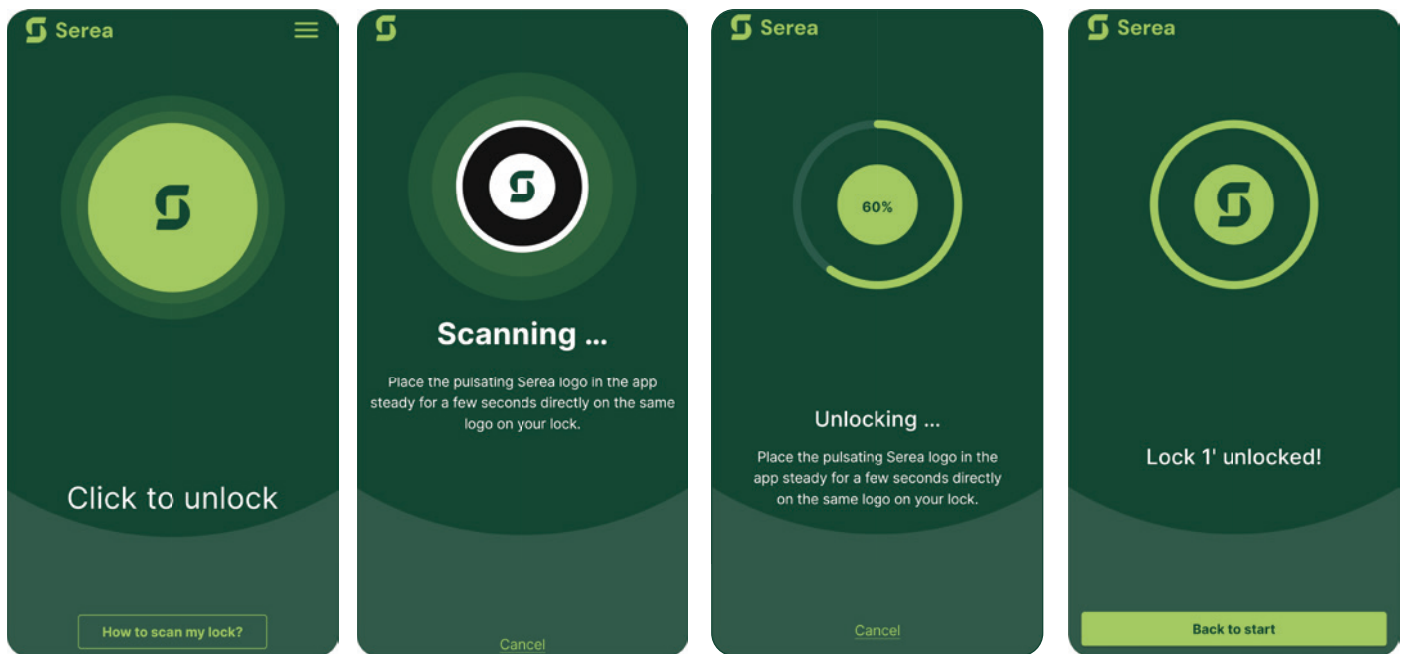 Serea
Click to unlock
How to scan my lock?
Scanning ...
Place the pulsating Serea logo in the app
steady for a few seconds directly on the same
logo on your lock.
Cancel
Serea
60%
Unlocking ...
Place the pulsating Serea logo in the
app steady for a few seconds directly
on the same logo on your lock.
Cancel
Serea
Lock 1' unlocked!
Back to start